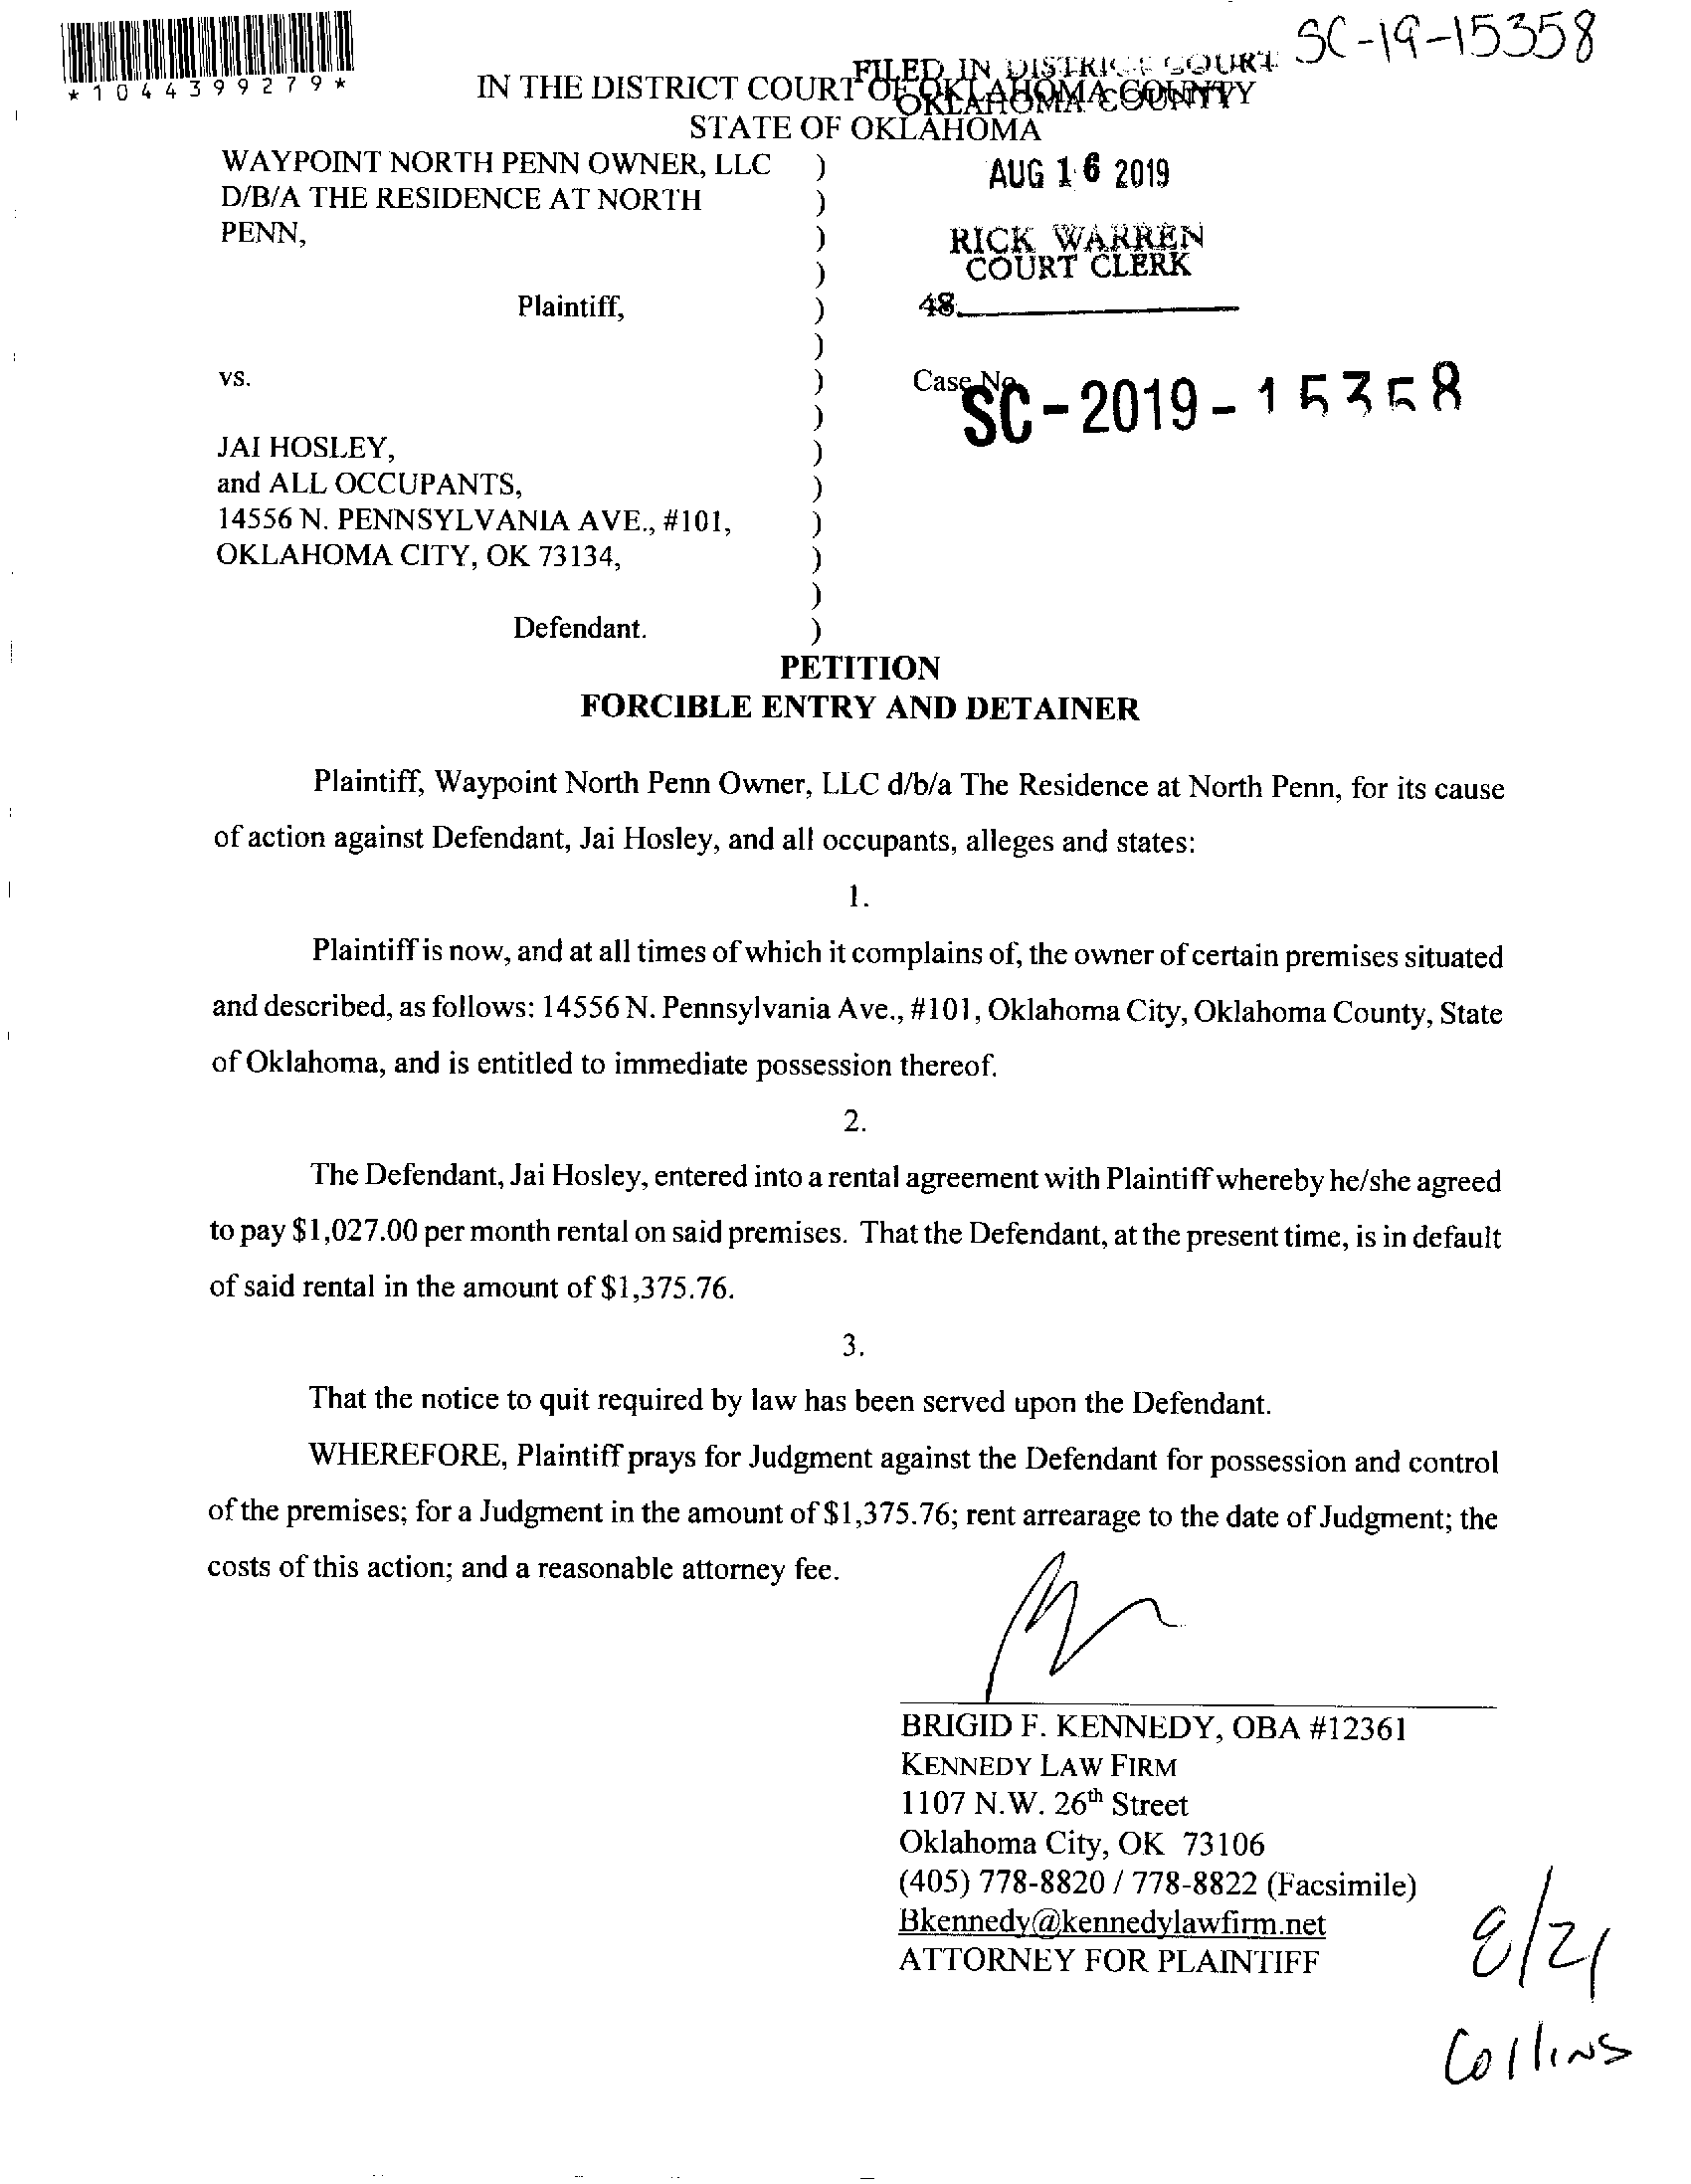 SC-19-15358
*1044399279*
FILED IN DISTRICT COURT
OKLAHOMA COUNTY
IN THE DISTRICT COURT OF OKLAHOMA COUNTY
STATE OF OKLAHOMA
WAYPOINT NORTH PENN OWNER, LLC )
D/B/A THE RESIDENCE AT NORTH )
PENN, )
)
Plaintiff, )
)
vs. )
)
JAI HOSLEY, )
and ALL OCCUPANTS, )
14556 N. PENNSYLVANIA AVE., #101, )
OKLAHOMA CITY, OK 73134, )
)
Defendant. )
AUG 16 2019
RICK WARREN
COURT CLERK
48
Case No.
SC-2019-15358
PETITION
FORCIBLE ENTRY AND DETAINER
Plaintiff, Waypoint North Penn Owner, LLC d/b/a The Residence at North Penn, for its cause
of action against Defendant, Jai Hosley, and all occupants, alleges and states:
1.
Plaintiff is now, and at all times of which it complains of, the owner of certain premises situated
and described, as follows: 14556 N. Pennsylvania Ave., #101, Oklahoma City, Oklahoma County, State
of Oklahoma, and is entitled to immediate possession thereof.
2.
The Defendant, Jai Hosley, entered into a rental agreement with Plaintiff whereby he/she agreed
to pay $1,027.00 per month rental on said premises. That the Defendant, at the present time, is in default
of said rental in the amount of $1,375.76.
3.
That the notice to quit required by law has been served upon the Defendant.
WHEREFORE, Plaintiff prays for Judgment against the Defendant for possession and control
of the premises; for a Judgment in the amount of $1,375.76; rent arrearage to the date of Judgment; the
costs of this action; and a reasonable attorney fee.
BRIGID F. KENNEDY, OBA #12361
KENNEDY LAW FIRM
1107 N.W. 26th Street
Oklahoma City, OK 73106
(405) 778-8820 / 778-8822 (Facsimile)
Bkennedy@kennedylawfirm.net
ATTORNEY FOR PLAINTIFF
8/21
Collins